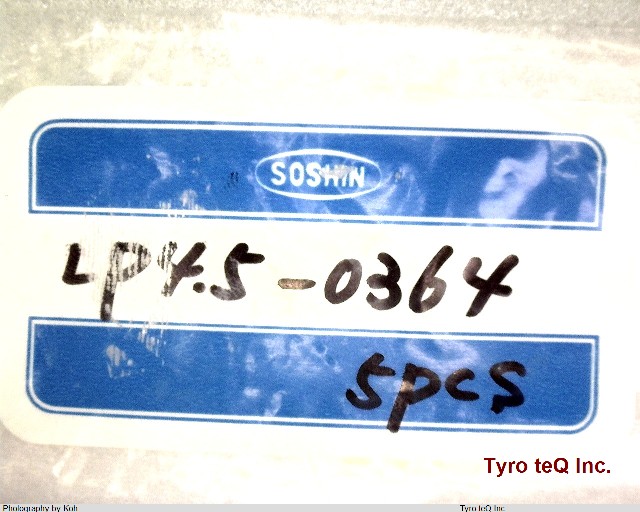 SOSHIN
LP4.5-0364
5pcs
Tyro teQ Inc.
Photography by Koh
Tyro teQ Inc